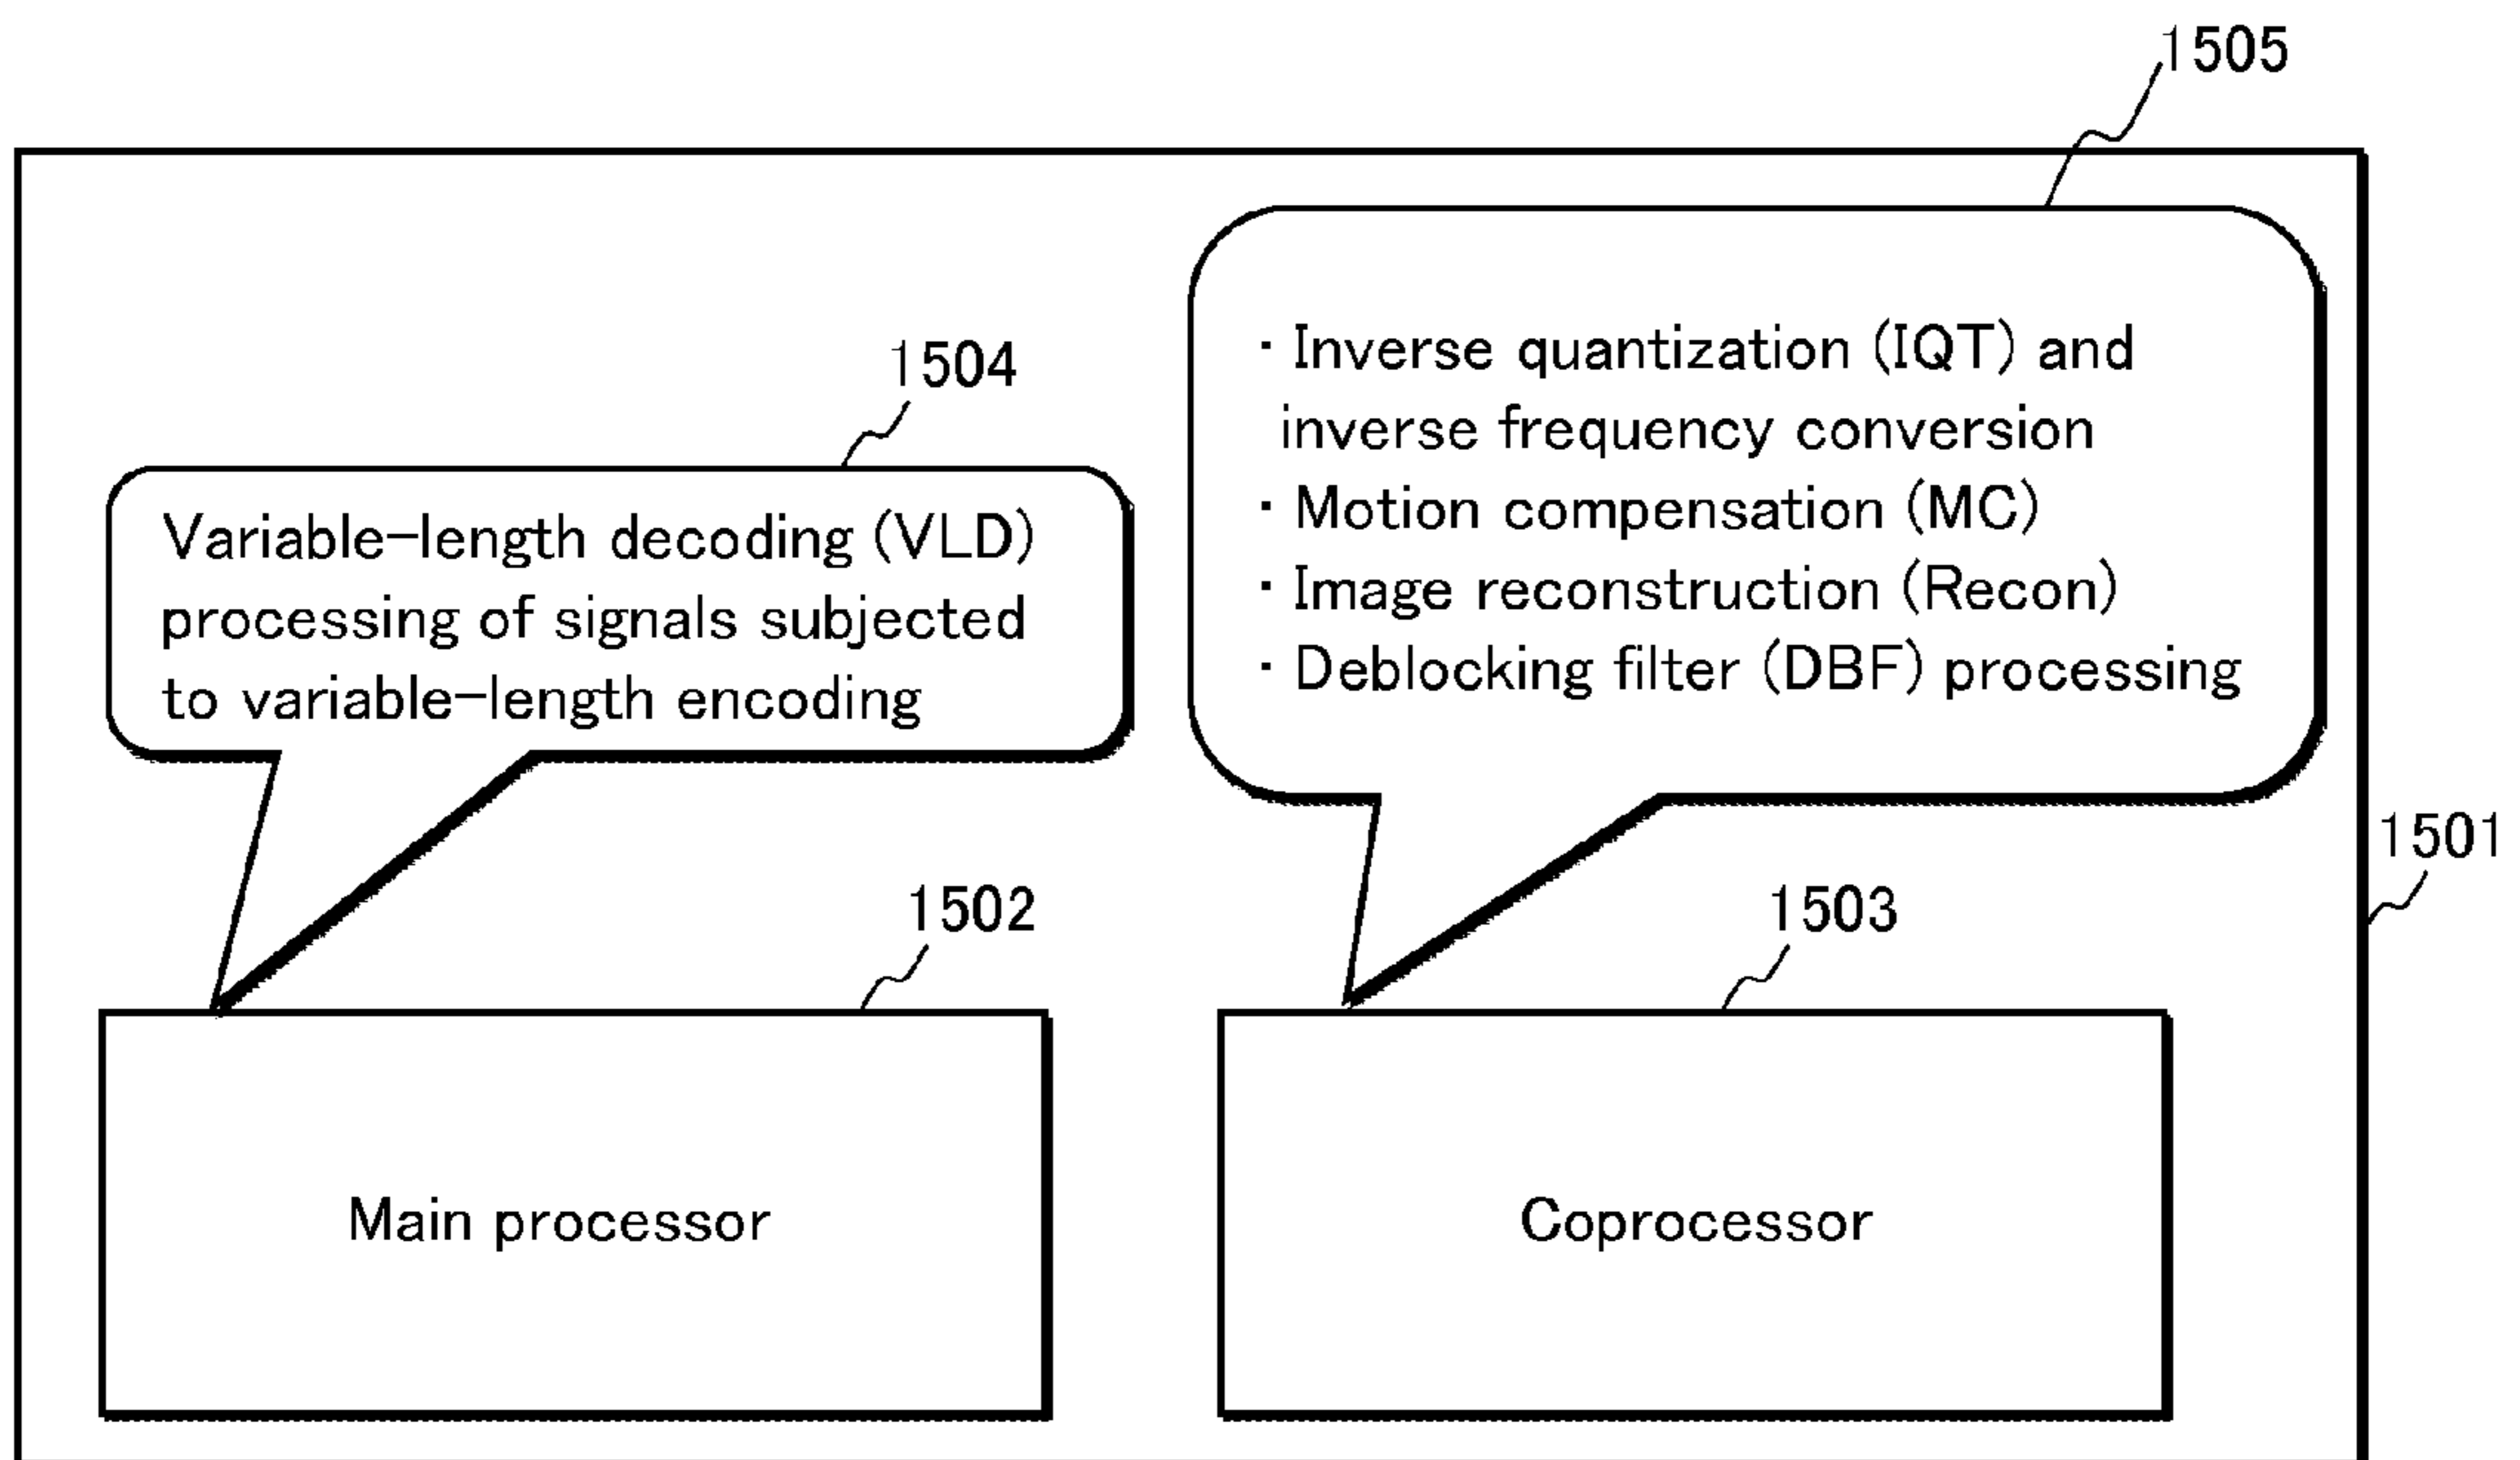 1505
1504
・Inverse quantization (IQT) and
inverse frequency conversion
・Motion compensation (MC)
・Image reconstruction (Recon)
・Deblocking filter (DBF) processing
Variable-length decoding (VLD)
processing of signals subjected
to variable-length encoding
1501
1502
1503
Main processor
Coprocessor